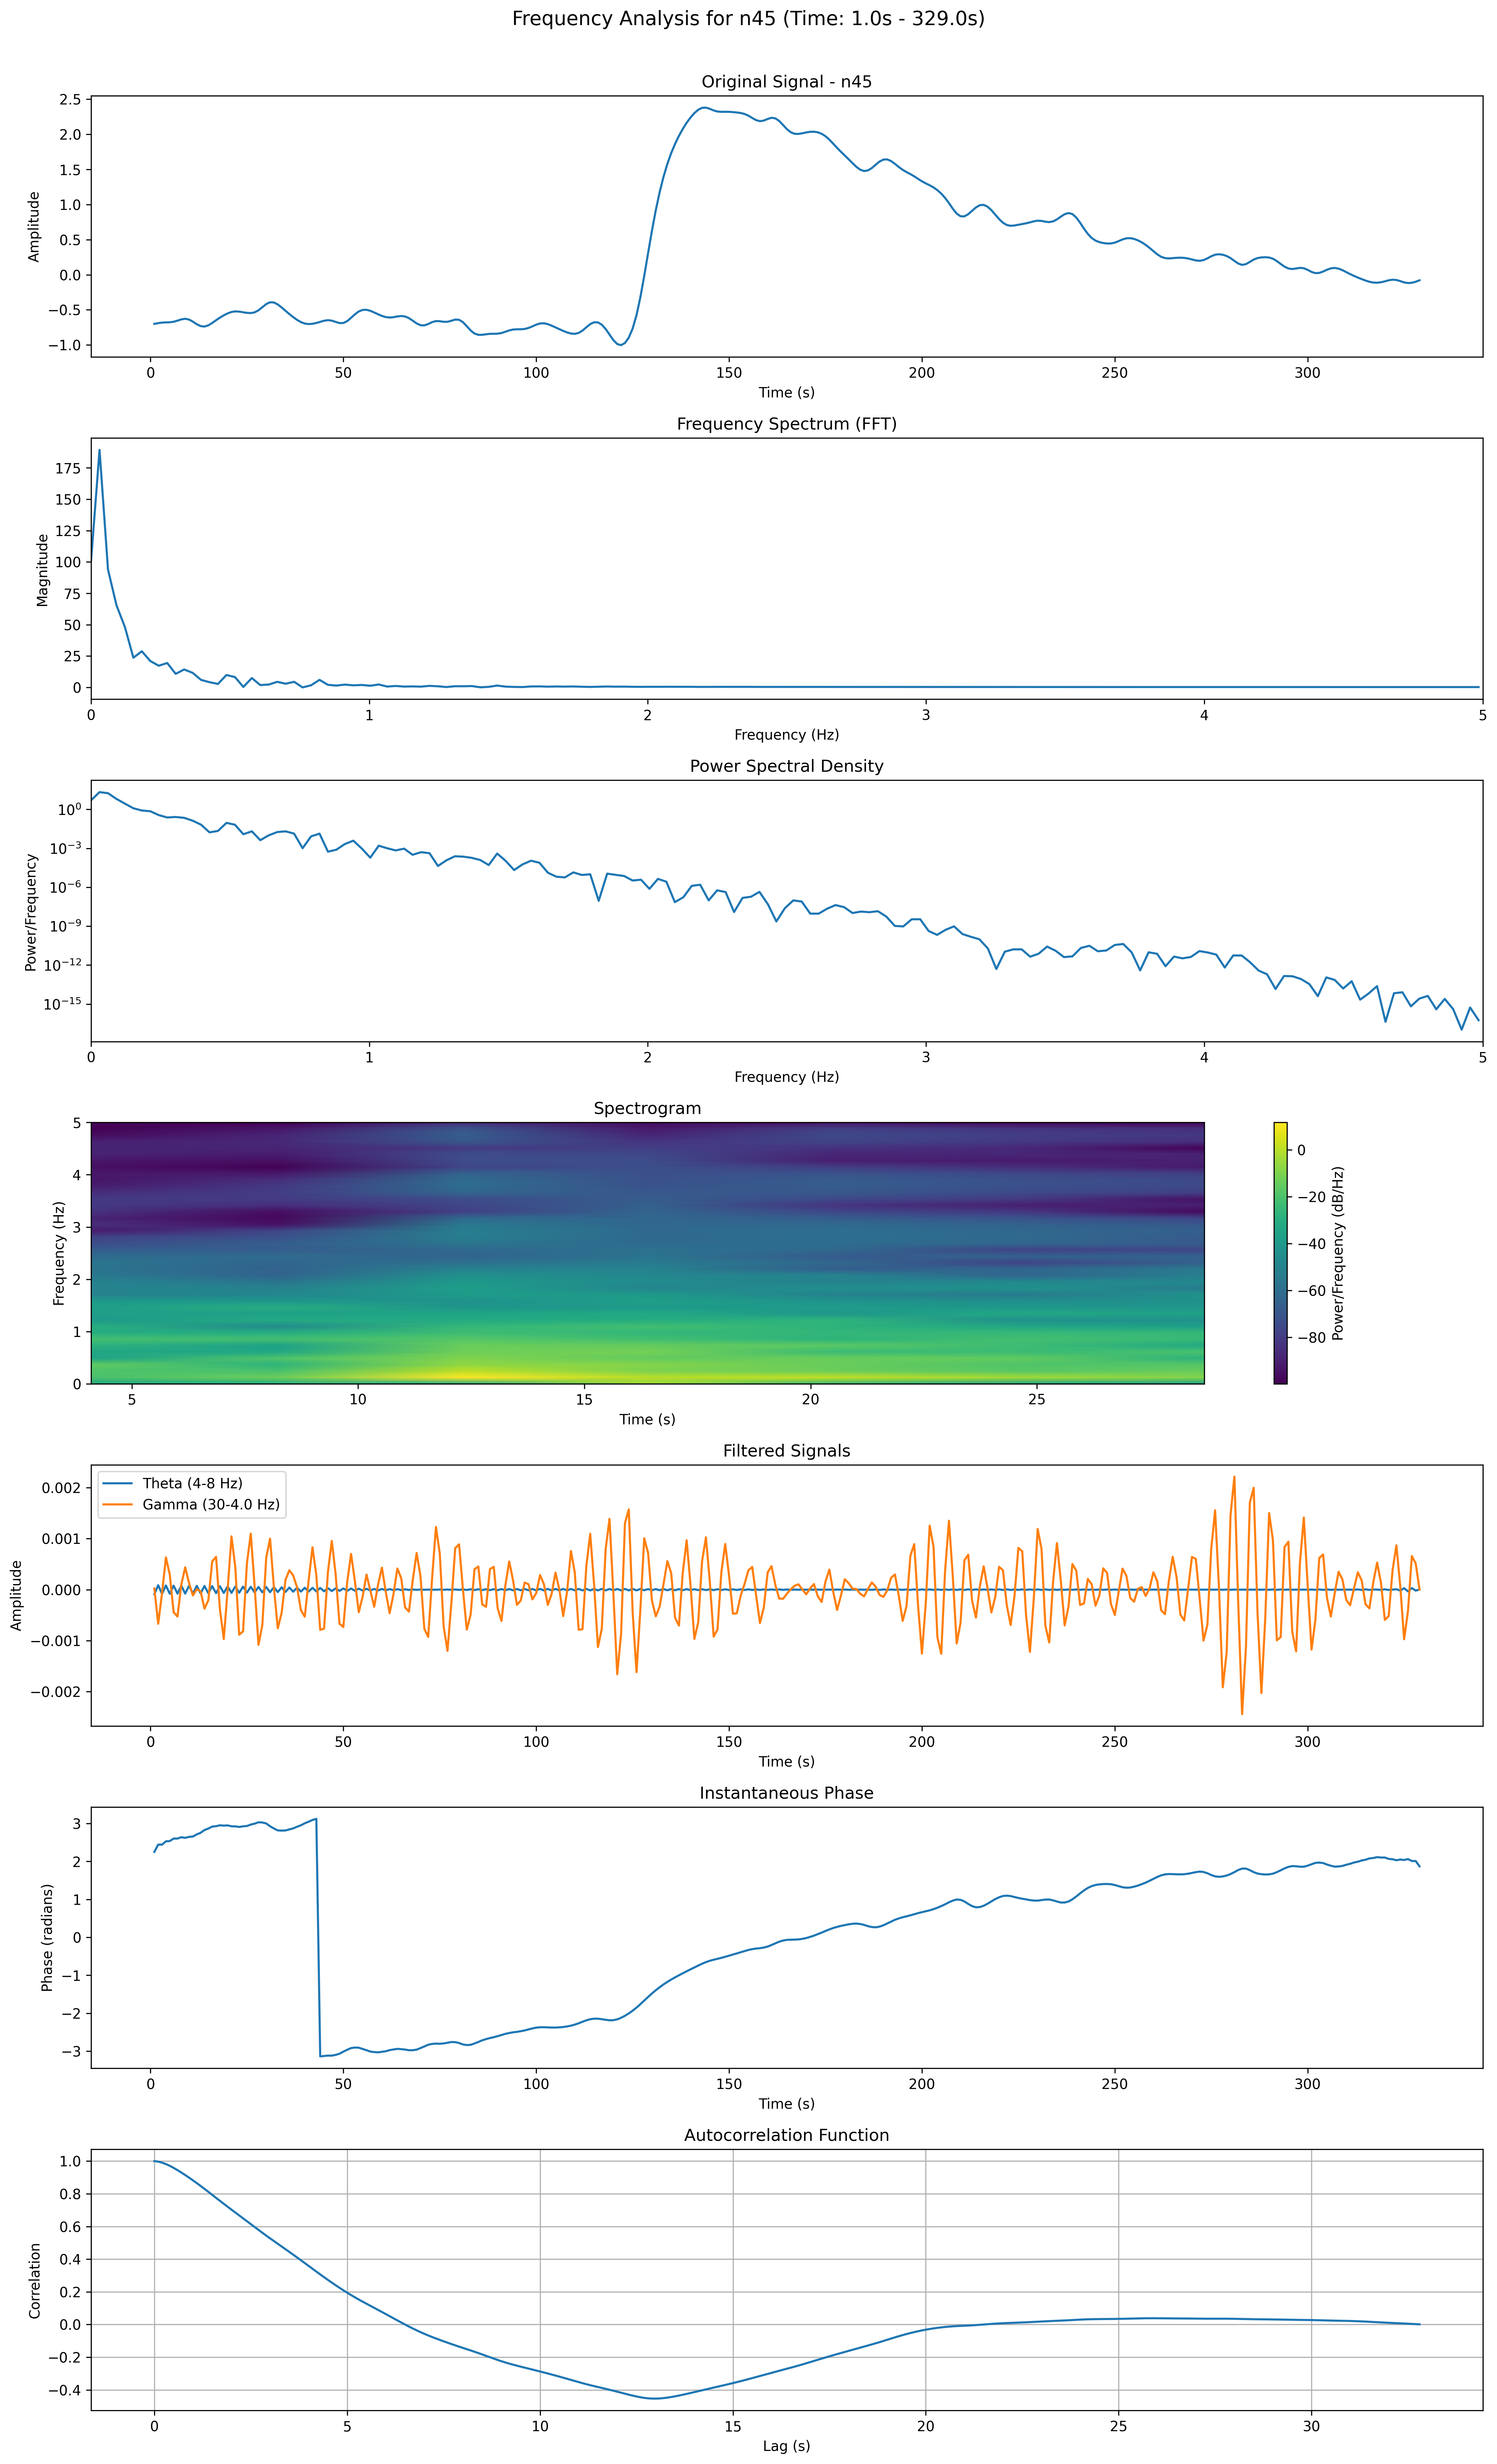 Frequency Analysis for n45 (Time: 1.0s - 329.0s)
Original Signal - n45
2.5
2.0
1.5
1.0
0.5
0.0
−0.5
−1.0
Amplitude
0 50 100 150 200 250 300
Time (s)
Frequency Spectrum (FFT)
175
150
125
100
75
50
25
0
Magnitude
0 1 2 3 4 5
Frequency (Hz)
Power Spectral Density
10⁰
10⁻³
10⁻⁶
10⁻⁹
10⁻¹²
10⁻¹⁵
Power/Frequency
0 1 2 3 4 5
Frequency (Hz)
Spectrogram
5
4
3
2
1
0
Frequency (Hz)
5 10 15 20 25
Time (s)
0
−20
−40
−60
−80
Power/Frequency (dB/Hz)
Filtered Signals
Theta (4-8 Hz)
Gamma (30-4.0 Hz)
0.002
0.001
0.000
−0.001
−0.002
Amplitude
0 50 100 150 200 250 300
Time (s)
Instantaneous Phase
3
2
1
0
−1
−2
−3
Phase (radians)
0 50 100 150 200 250 300
Time (s)
Autocorrelation Function
1.0
0.8
0.6
0.4
0.2
0.0
−0.2
−0.4
Correlation
0 5 10 15 20 25 30
Lag (s)